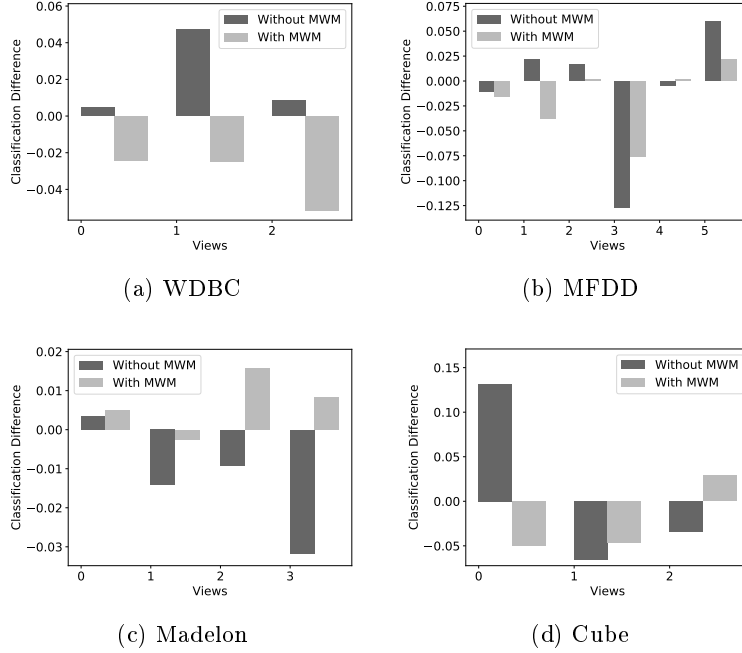 0.06
0.04
0.02
0.00
−0.02
−0.04
Classification Difference
Without MWM
With MWM
0 1 2
Views
(a) WDBC
0.075
0.050
0.025
0.000
−0.025
−0.050
−0.075
−0.100
−0.125
Classification Difference
Without MWM
With MWM
0 1 2 3 4 5
Views
(b) MFDD
0.02
0.01
0.00
−0.01
−0.02
−0.03
Classification Difference
Without MWM
With MWM
0 1 2 3
Views
(c) Madelon
0.15
0.10
0.05
0.00
−0.05
Classification Difference
Without MWM
With MWM
0 1 2
Views
(d) Cube